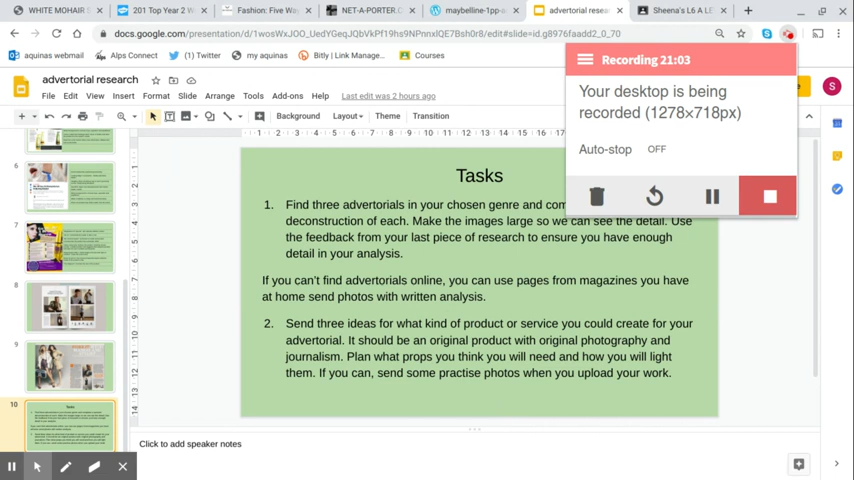 WHITE MOHAIR S
201 Top Year 2 W
Fashion: Five Way
NET-A-PORTER.C
maybelline-1pp-a
advertorial resear
Sheena's L6 A LE
docs.google.com/presentation/d/1wosWxJOO_UedYGeqJQbVkPf19hs9NPnnxlQE7Bsh0r8/edit#slide=id.g8976faadd2_0_70
aquinas webmail
Alps Connect
(1) Twitter
Bitly | Link Manage...
Courses
Recording 21:03
Your desktop is being
recorded (1278×718px)
Auto-stop OFF
advertorial research
S
File Edit View Insert Format Slide Arrange Tools Add-ons Help Last edit was 2 hours ago
Background Layout Theme Transition
Tasks
1. Find three advertorials in your chosen genre and com
deconstruction of each. Make the images large so we can see the detail. Use
the feedback from your last piece of research to ensure you have enough
detail in your analysis.
If you can't find advertorials online, you can use pages from magazines you have
at home send photos with written analysis.
2. Send three ideas for what kind of product or service you could create for your
advertorial. It should be an original product with original photography and
journalism. Plan what props you think you will need and how you will light
them. If you can, send some practise photos when you upload your work.
6
7
8
9
10
Tasks
Click to add speaker notes